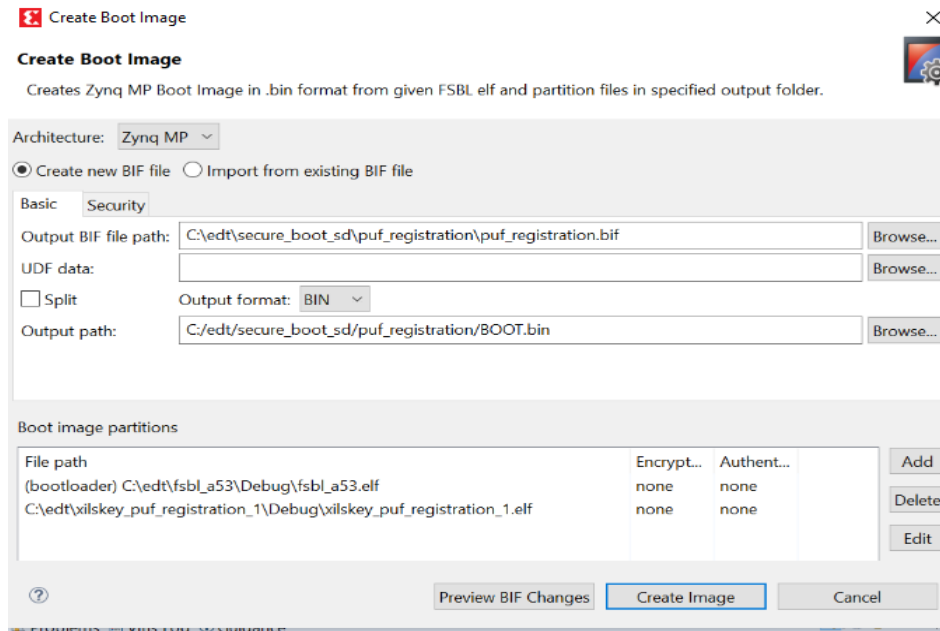 Create Boot Image
Create Boot Image
Creates Zynq MP Boot Image in .bin format from given FSBL elf and partition files in specified output folder.
Architecture: Zynq MP
Create new BIF file Import from existing BIF file
Basic Security
Output BIF file path: C:\edt\secure_boot_sd\puf_registration\puf_registration.bif Browse...
UDF data: Browse...
Split Output format: BIN
Output path: C:/edt/secure_boot_sd/puf_registration/BOOT.bin Browse...
Boot image partitions
File path Encrypt... Authent... Add
(bootloader) C:\edt\fsbl_a53\Debug\fsbl_a53.elf none none
Delete
C:\edt\xilskey_puf_registration_1\Debug\xilskey_puf_registration_1.elf none none
Edit
Preview BIF Changes Create Image Cancel